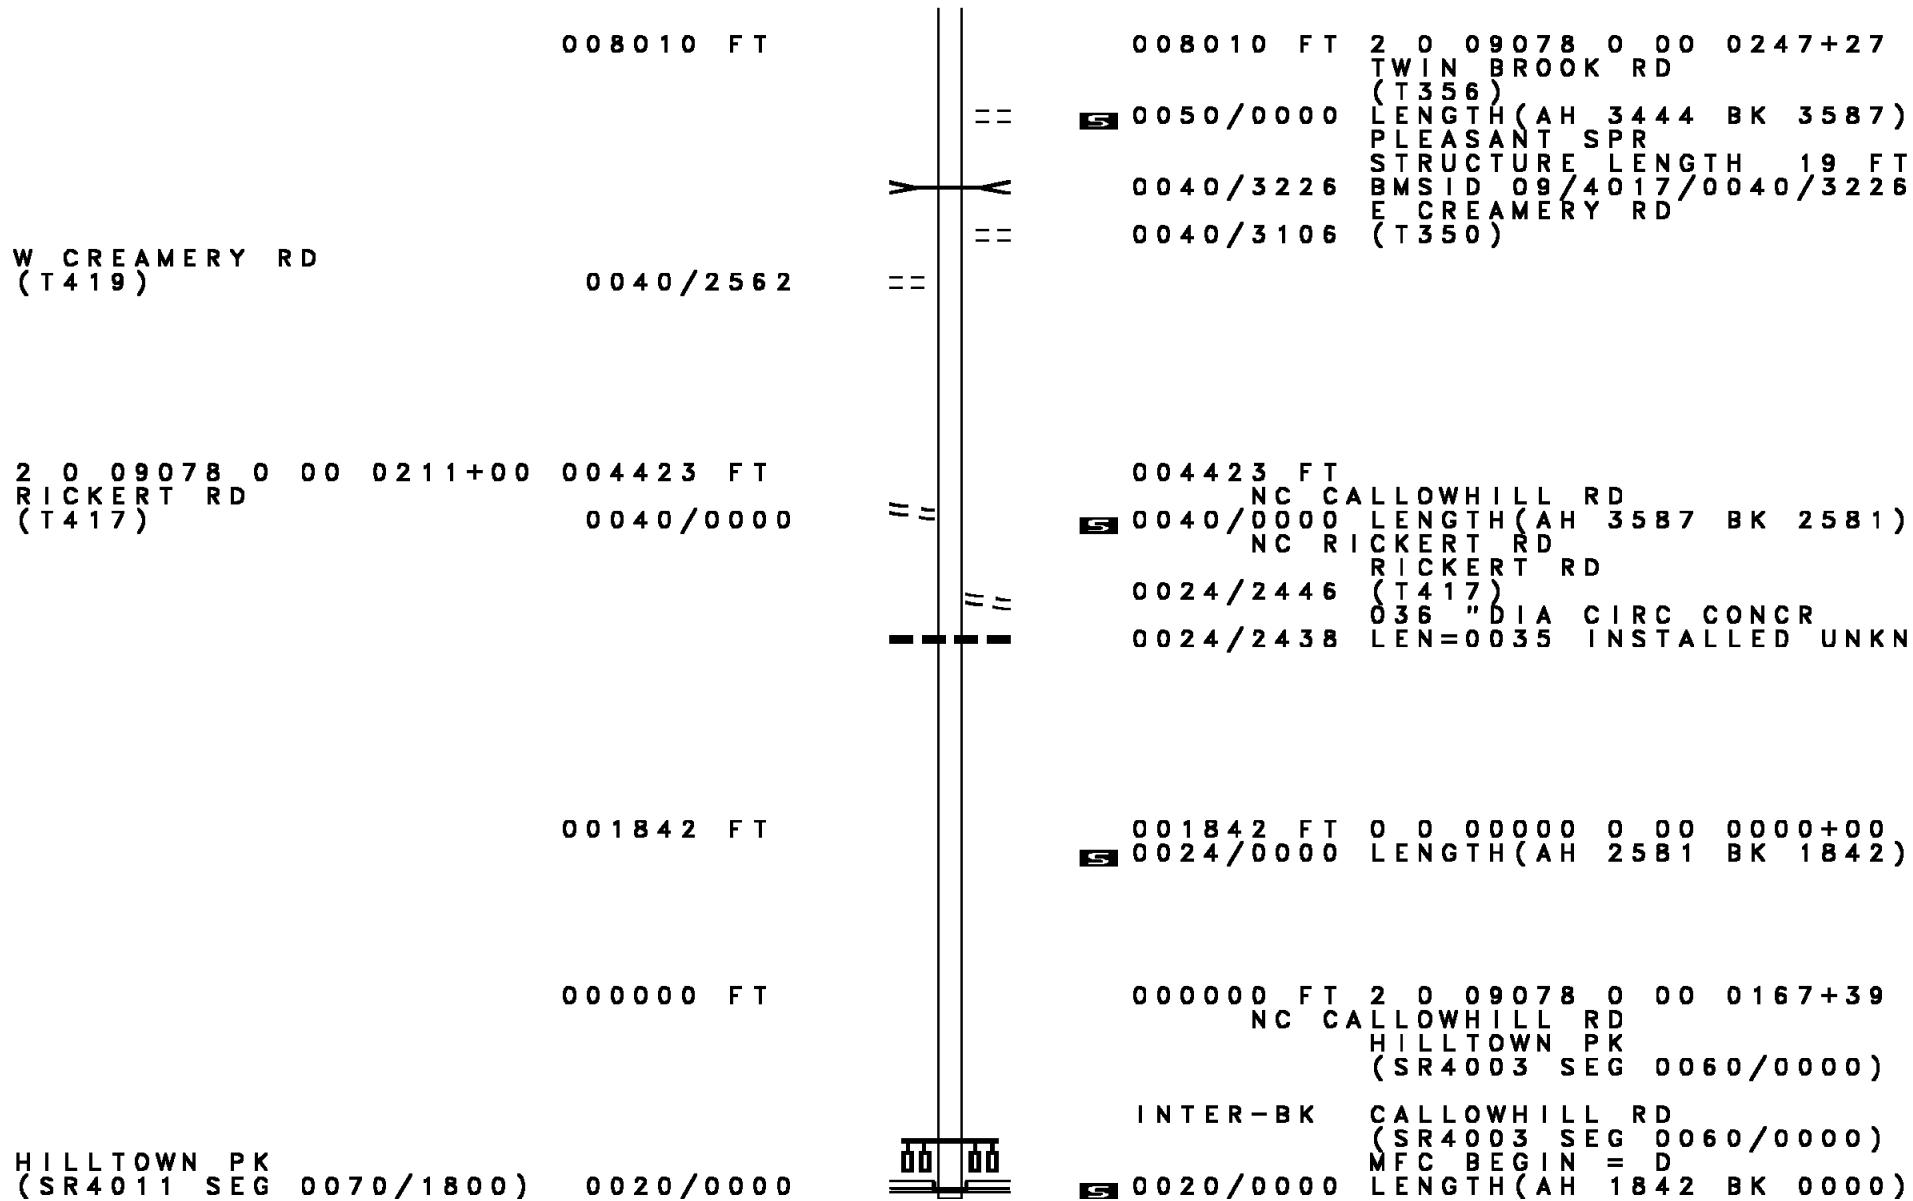 008010 FT 008010 FT 2 0 09078 0 00 0247+27
TWIN BROOK RD
(T356)
S 0050/0000 LENGTH(AH 3444 BK 3587)
PLEASANT SPR
STRUCTURE LENGTH 19 FT
0040/3226 BMSID 09/4017/0040/3226
E CREAMERY RD
0040/3106 (T350)
W CREAMERY RD
(T419) 0040/2562
2 0 09078 0 00 0211+00 004423 FT 004423 FT
RICKERT RD NC CALLOWHILL RD
(T417) 0040/0000 S 0040/0000 LENGTH(AH 3587 BK 2581)
NC RICKERT RD
RICKERT RD
0024/2446 (T417)
036 "DIA CIRC CONCR
0024/2438 LEN=0035 INSTALLED UNKN
001842 FT 001842 FT 0 0 00000 0 00 0000+00
S 0024/0000 LENGTH(AH 2581 BK 1842)
000000 FT 000000 FT 2 0 09078 0 00 0167+39
NC CALLOWHILL RD
HILLTOWN PK
(SR4003 SEG 0060/0000)
INTER-BK CALLOWHILL RD
(SR4003 SEG 0060/0000)
HILLTOWN PK MFC BEGIN = D
(SR4011 SEG 0070/1800) 0020/0000 S 0020/0000 LENGTH(AH 1842 BK 0000)